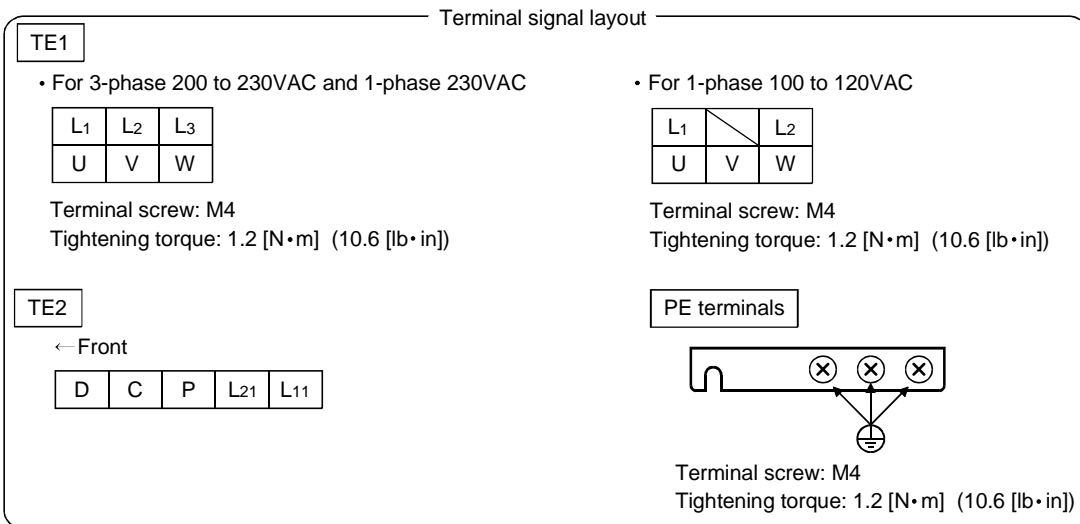 Terminal signal layout
TE1
• For 3-phase 200 to 230VAC and 1-phase 230VAC
L1 L2 L3
U V W
Terminal screw: M4
Tightening torque: 1.2 [N•m] (10.6 [lb•in])
• For 1-phase 100 to 120VAC
L1 L2
U V W
Terminal screw: M4
Tightening torque: 1.2 [N•m] (10.6 [lb•in])
TE2
←Front
D C P L21 L11
PE terminals
Terminal screw: M4
Tightening torque: 1.2 [N•m] (10.6 [lb•in])